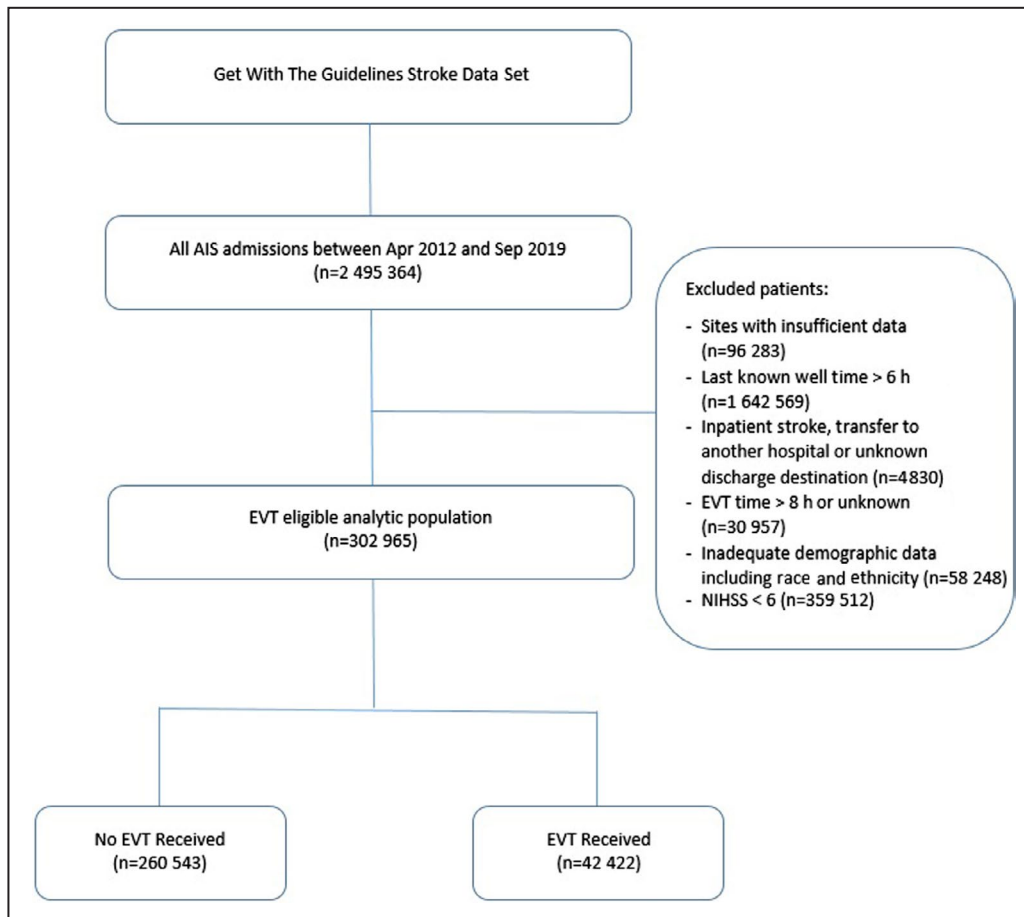 Get With The Guidelines Stroke Data Set
All AIS admissions between Apr 2012 and Sep 2019
(n=2 495 364)
Excluded patients:
- Sites with insufficient data
(n=96 283)
- Last known well time > 6 h
(n=1 642 569)
- Inpatient stroke, transfer to
another hospital or unknown
discharge destination (n=4830)
- EVT time > 8 h or unknown
(n=30 957)
- Inadequate demographic data
including race and ethnicity (n=58 248)
- NIHSS < 6 (n=359 512)
EVT eligible analytic population
(n=302 965)
No EVT Received
(n=260 543)
EVT Received
(n=42 422)